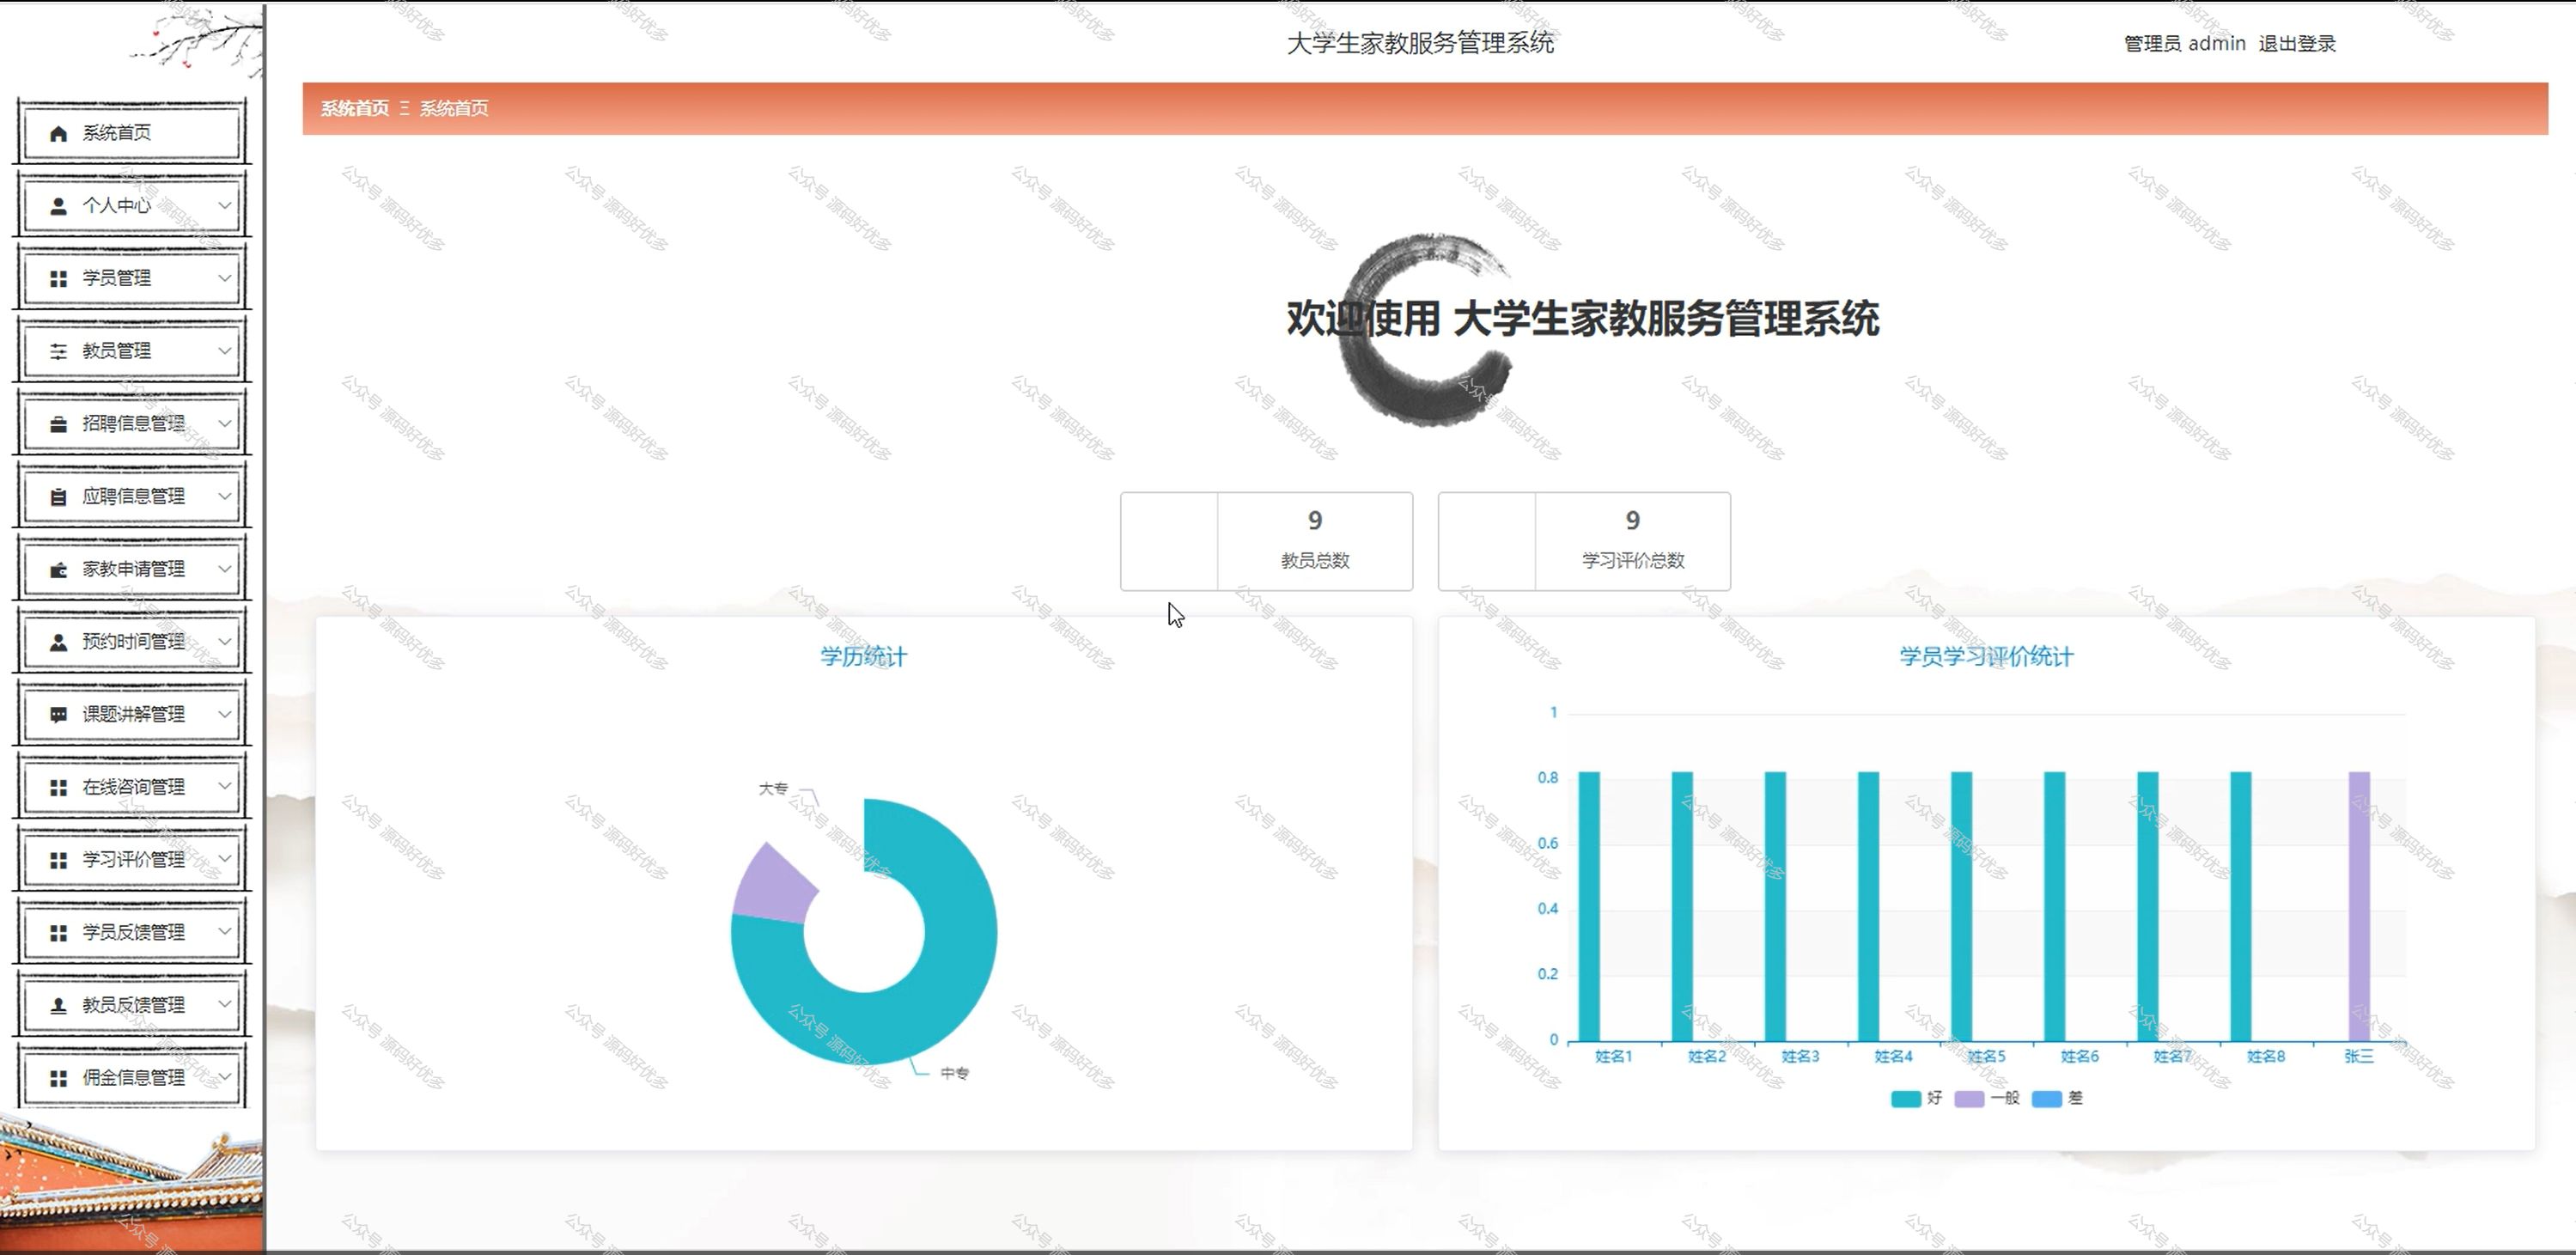 大学生家教服务管理系统
管理员 admin 退出登录
系统首页 Ξ 系统首页
系统首页
个人中心
学员管理
教员管理
招聘信息管理
应聘信息管理
家教申请管理
预约时间管理
课题讲解管理
在线咨询管理
学习评价管理
学员反馈管理
教员反馈管理
佣金信息管理
欢迎使用 大学生家教服务管理系统
9
教员总数
9
学习评价总数
学历统计
大专
中专
学员学习评价统计
1
0.8
0.6
0.4
0.2
0
姓名1 姓名2 姓名3 姓名4 姓名5 姓名6 姓名7 姓名8 张三
好 一般 差
公众号 源码好优多